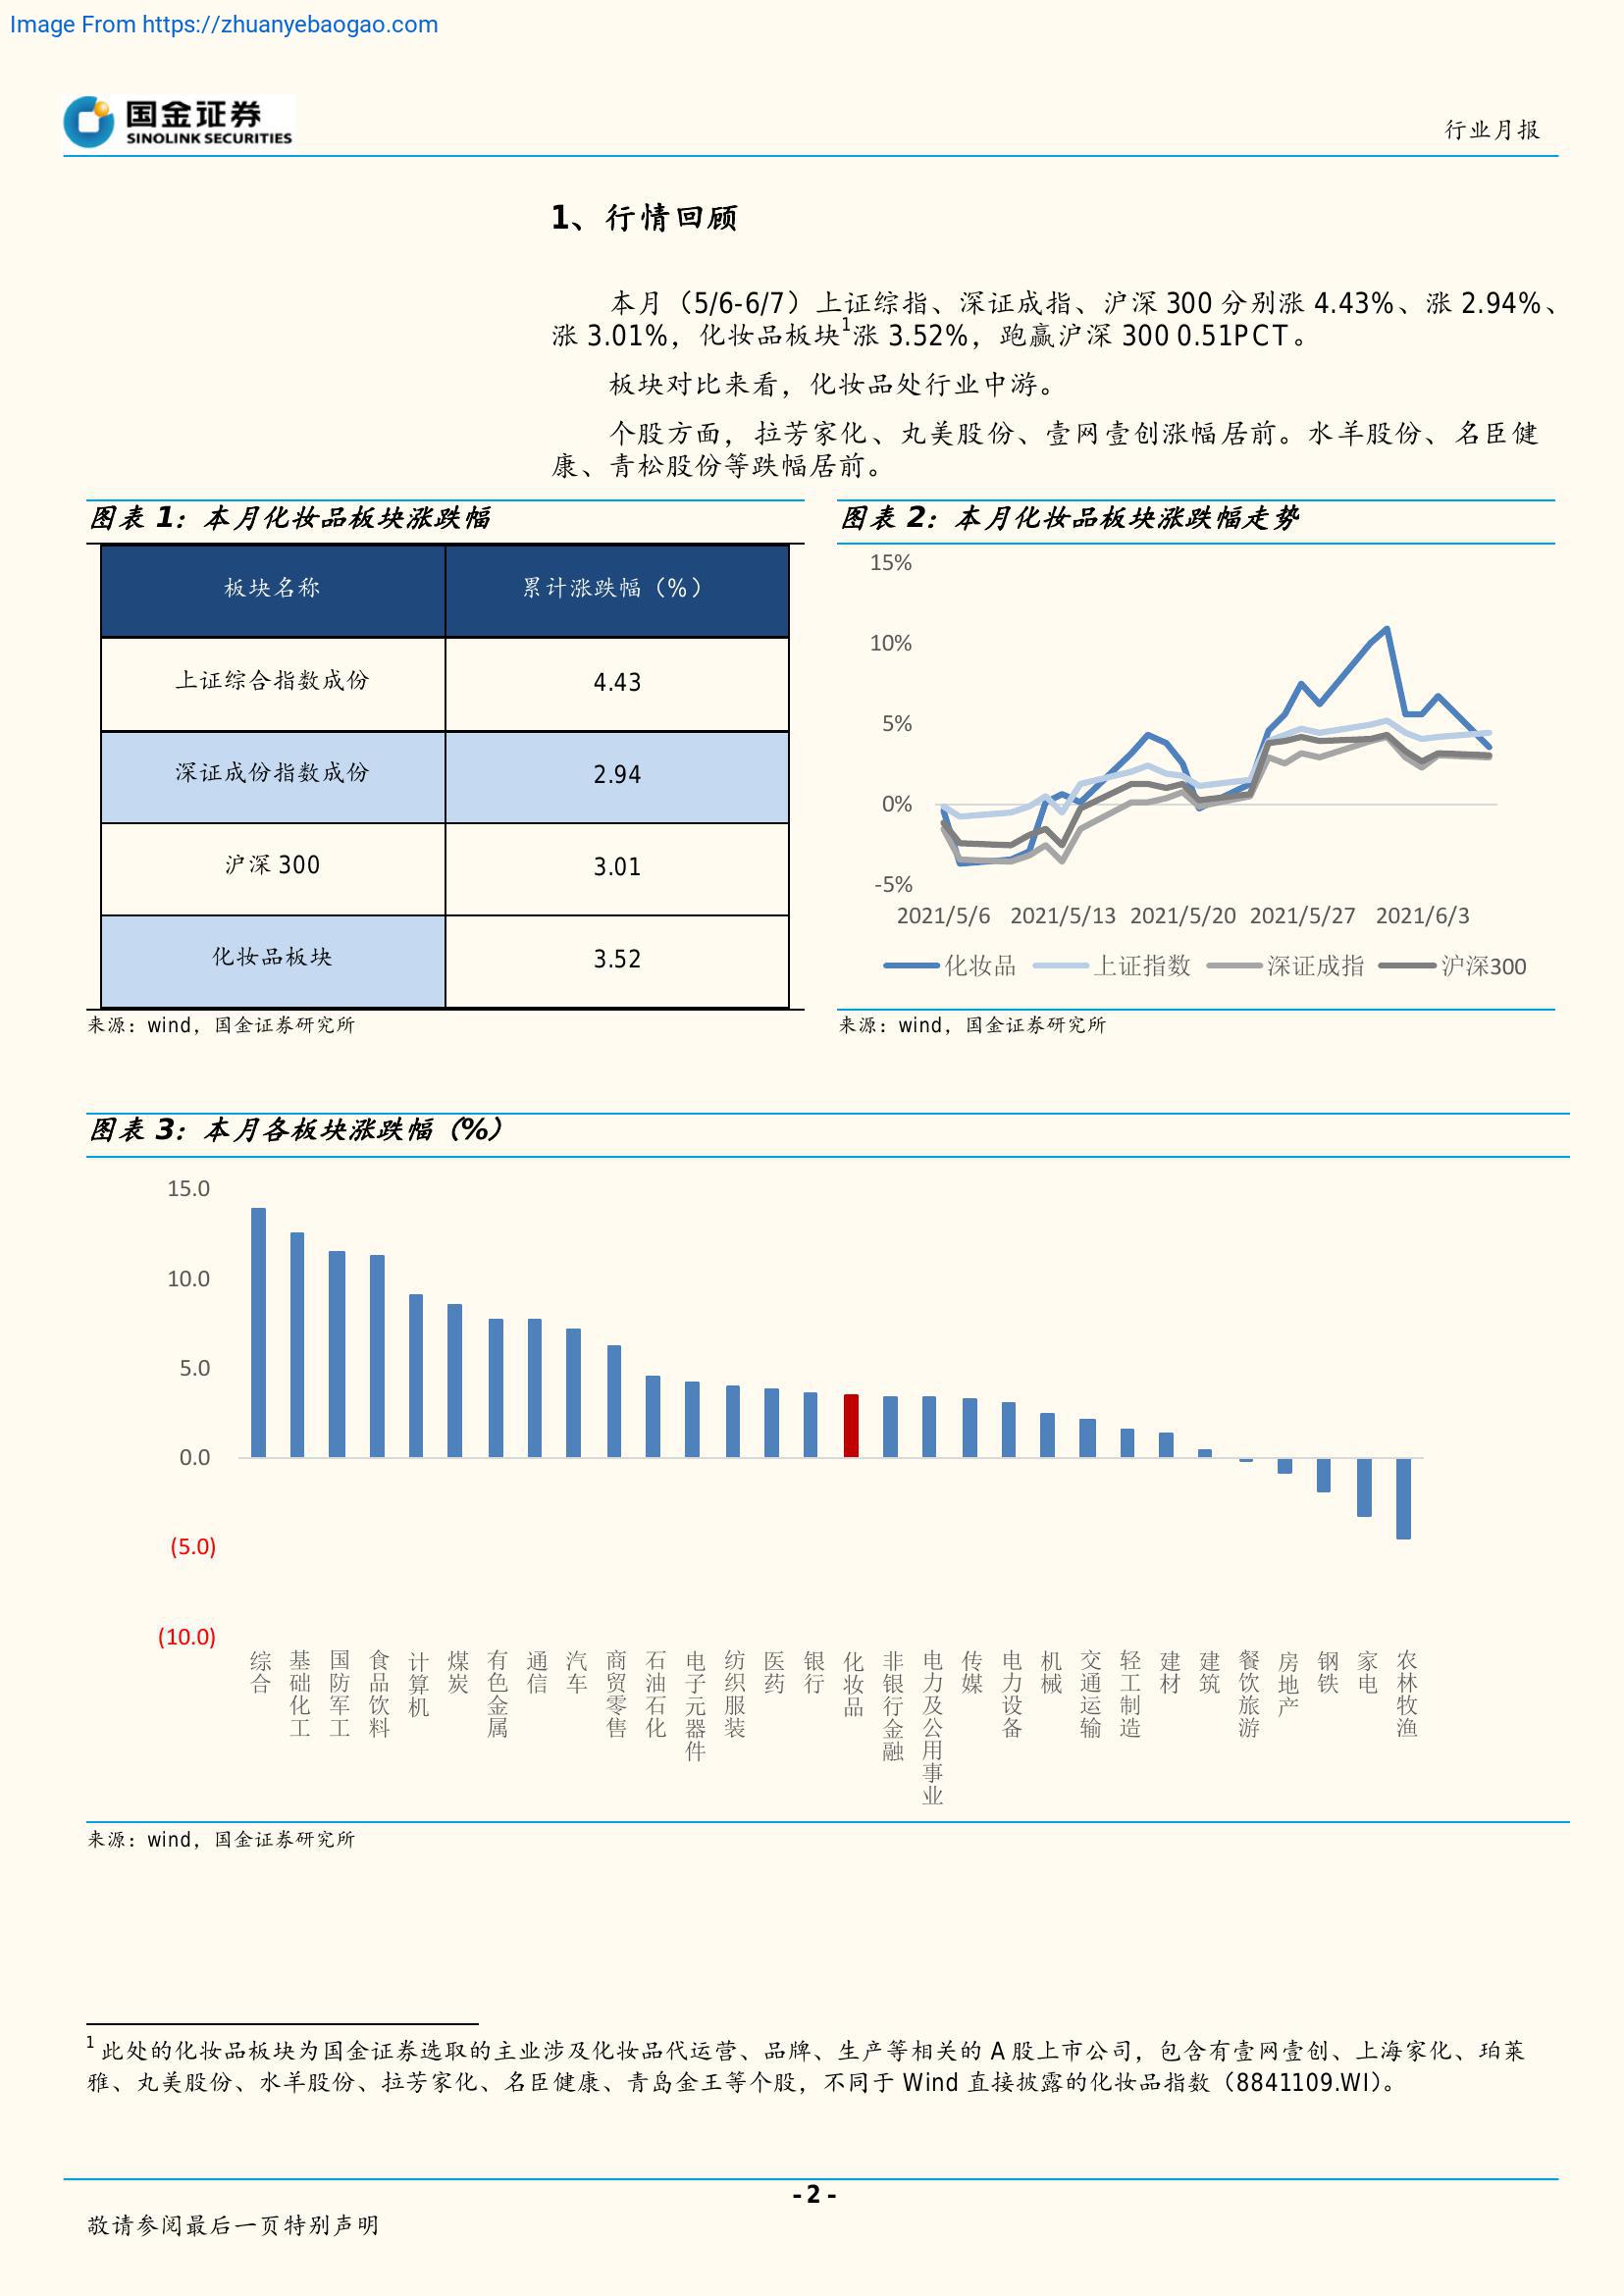 Image From https://zhuanyebaogao.com
国金证券
SINOLINK SECURITIES
行业月报
1、行情回顾
本月（5/6-6/7）上证综指、深证成指、沪深 300 分别涨 4.43%、涨 2.94%、
涨 3.01%，化妆品板块1涨 3.52%，跑赢沪深 300 0.51PCT。
板块对比来看，化妆品处行业中游。
个股方面，拉芳家化、丸美股份、壹网壹创涨幅居前。水羊股份、名臣健
康、青松股份等跌幅居前。
图表 1：本月化妆品板块涨跌幅
板块名称 累计涨跌幅（%）
上证综合指数成份 4.43
深证成份指数成份 2.94
沪深 300 3.01
化妆品板块 3.52
来源：wind，国金证券研究所
图表 2：本月化妆品板块涨跌幅走势
15%
10%
5%
0%
-5%
2021/5/6 2021/5/13 2021/5/20 2021/5/27 2021/6/3
化妆品 上证指数 深证成指 沪深300
来源：wind，国金证券研究所
图表 3：本月各板块涨跌幅（%）
15.0
10.0
5.0
0.0
(5.0)
(10.0)
综合
基础化工
国防军工
食品饮料
计算机
煤炭
有色金属
通信
汽车
商贸零售
石油石化
电子元器件
纺织服装
医药
银行
化妆品
非银行金融
电力及公用事业
传媒
电力设备
机械
交通运输
轻工制造
建材
建筑
餐饮旅游
房地产
钢铁
家电
农林牧渔
来源：wind，国金证券研究所
1 此处的化妆品板块为国金证券选取的主业涉及化妆品代运营、品牌、生产等相关的 A 股上市公司，包含有壹网壹创、上海家化、珀莱
雅、丸美股份、水羊股份、拉芳家化、名臣健康、青岛金王等个股，不同于 Wind 直接披露的化妆品指数（8841109.WI）。
- 2 -
敬请参阅最后一页特别声明